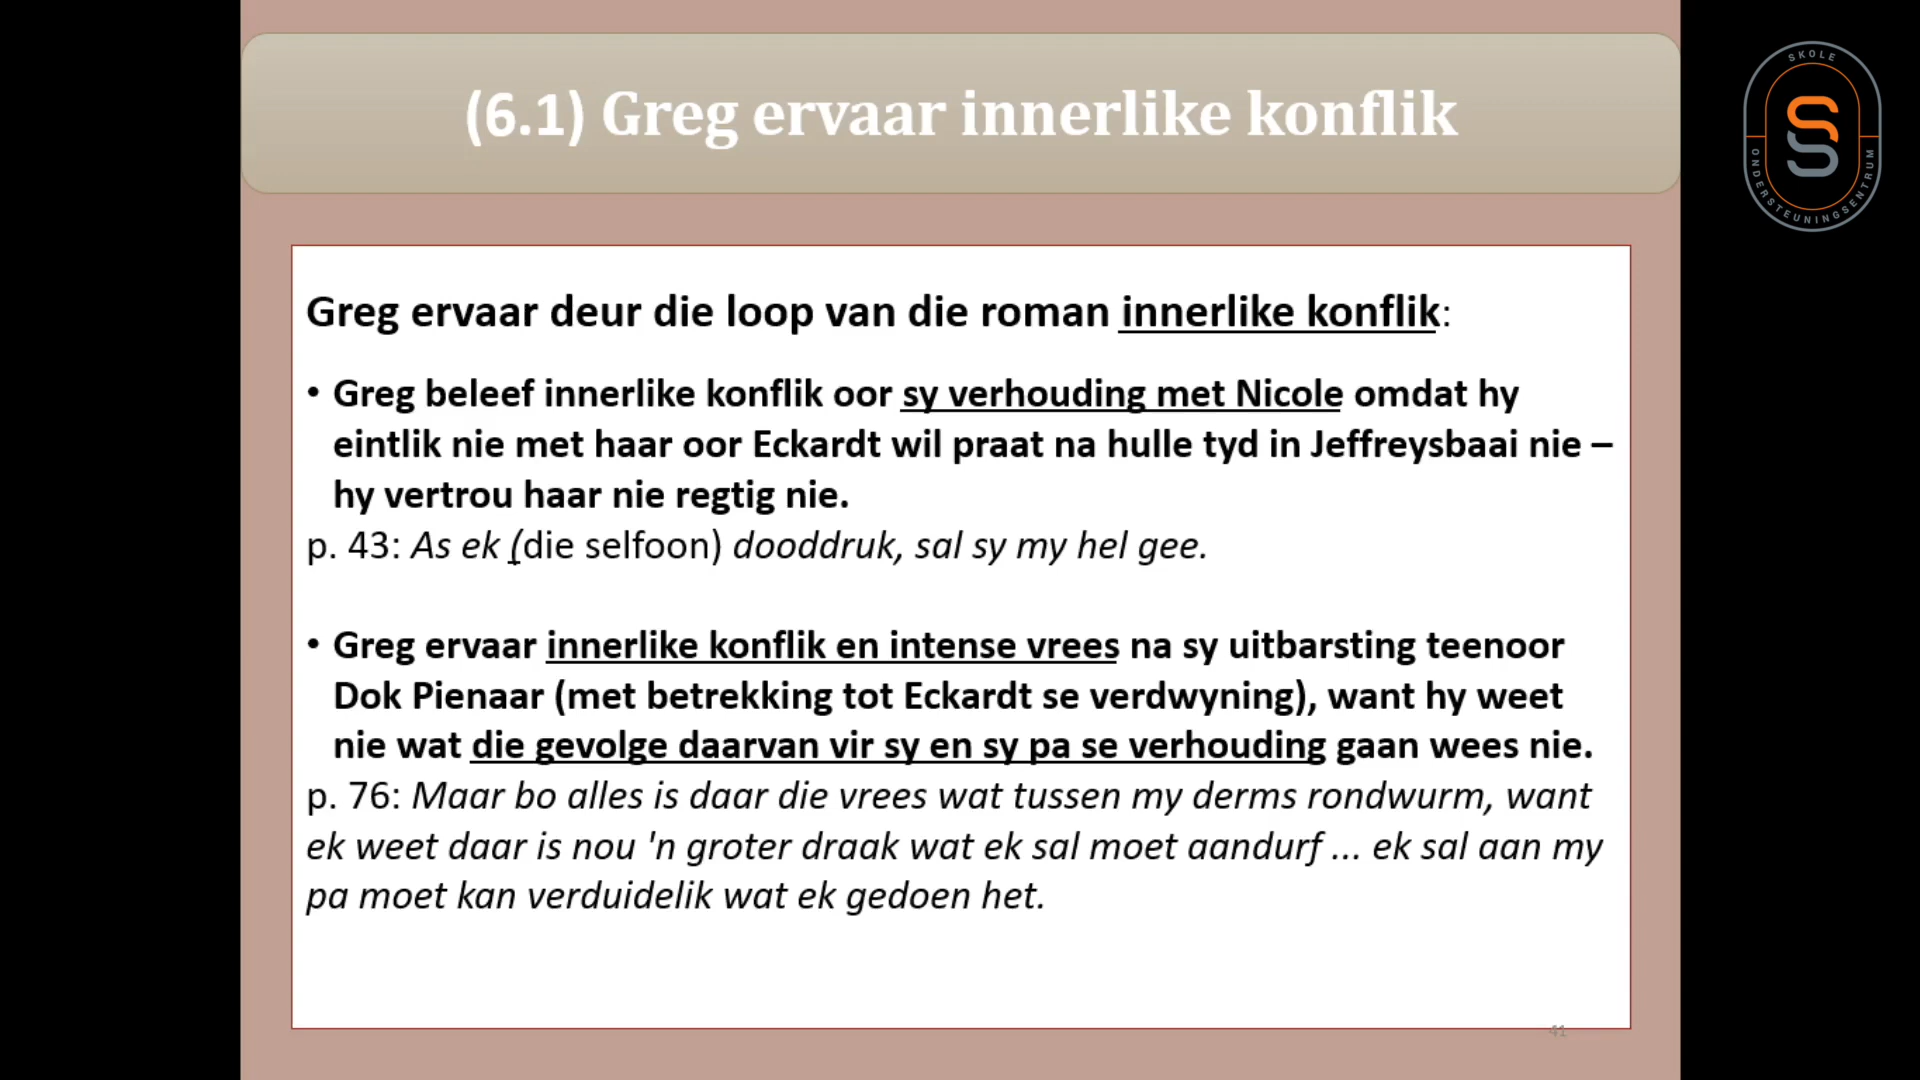 (6.1) Greg ervaar innerlike konflik
SKOLE
ONDERSTEUNINGSENTRUM
Greg ervaar deur die loop van die roman innerlike konflik:
• Greg beleef innerlike konflik oor sy verhouding met Nicole omdat hy
eintlik nie met haar oor Eckardt wil praat na hulle tyd in Jeffreysbaai nie –
hy vertrou haar nie regtig nie.
p. 43: As ek (die selfoon) dooddruk, sal sy my hel gee.
• Greg ervaar innerlike konflik en intense vrees na sy uitbarsting teenoor
Dok Pienaar (met betrekking tot Eckardt se verdwyning), want hy weet
nie wat die gevolge daarvan vir sy en sy pa se verhouding gaan wees nie.
p. 76: Maar bo alles is daar die vrees wat tussen my derms rondwurm, want
ek weet daar is nou 'n groter draak wat ek sal moet aandurf ... ek sal aan my
pa moet kan verduidelik wat ek gedoen het.
41